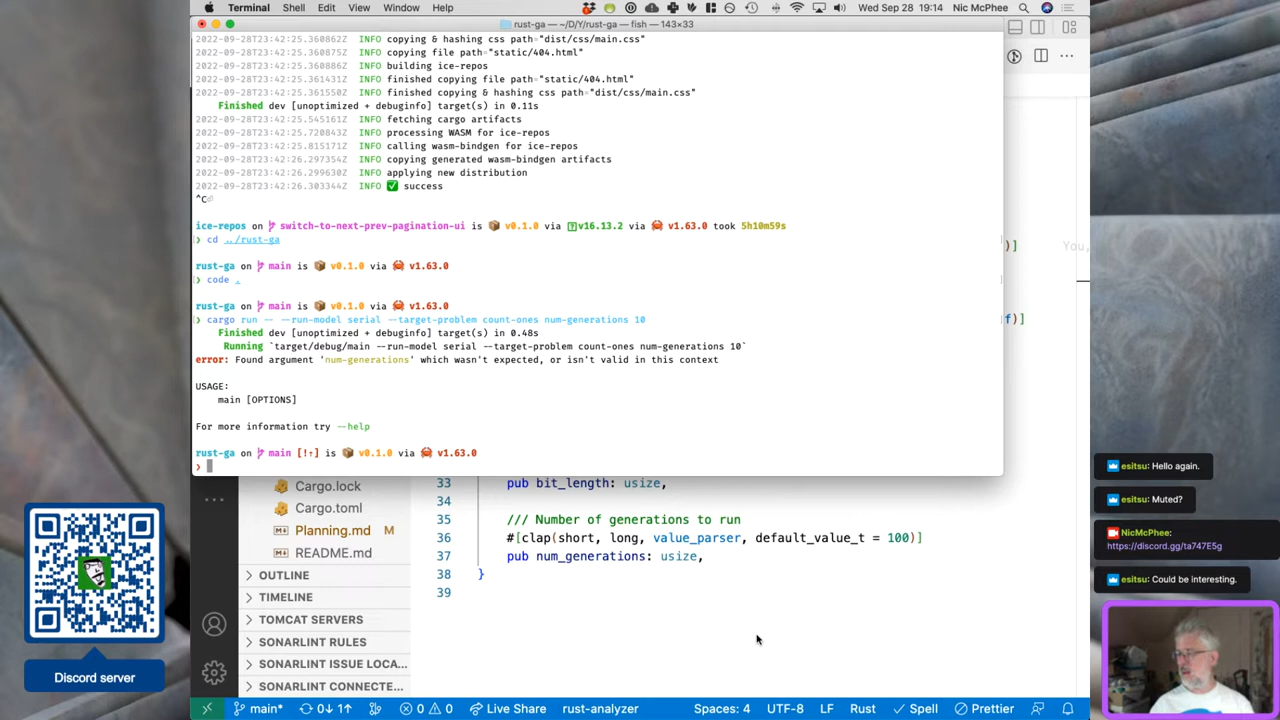 Terminal Shell Edit View Window Help
Wed Sep 28 19:14 Nic McPhee
rust-ga — ~/D/Y/rust-ga — fish — 143×33
2022-09-28T23:42:25.360862Z INFO copying & hashing css path="dist/css/main.css"
2022-09-28T23:42:25.360875Z INFO copying file path="static/404.html"
2022-09-28T23:42:25.360886Z INFO building ice-repos
2022-09-28T23:42:25.361431Z INFO finished copying file path="static/404.html"
2022-09-28T23:42:25.361550Z INFO finished copying & hashing css path="dist/css/main.css"
Finished dev [unoptimized + debuginfo] target(s) in 0.11s
2022-09-28T23:42:25.545161Z INFO fetching cargo artifacts
2022-09-28T23:42:25.720843Z INFO processing WASM for ice-repos
2022-09-28T23:42:25.815171Z INFO calling wasm-bindgen for ice-repos
2022-09-28T23:42:26.297354Z INFO copying generated wasm-bindgen artifacts
2022-09-28T23:42:26.299630Z INFO applying new distribution
2022-09-28T23:42:26.303344Z INFO ✅ success
^C⏎
ice-repos on switch-to-next-prev-pagination-ui is 📦 v0.1.0 via v16.13.2 via 🦀 v1.63.0 took 5h10m59s
❯ cd ../rust-ga
rust-ga on main is 📦 v0.1.0 via 🦀 v1.63.0
❯ code .
rust-ga on main is 📦 v0.1.0 via 🦀 v1.63.0
❯ cargo run -- --run-model serial --target-problem count-ones num-generations 10
Finished dev [unoptimized + debuginfo] target(s) in 0.48s
Running `target/debug/main --run-model serial --target-problem count-ones num-generations 10`
error: Found argument 'num-generations' which wasn't expected, or isn't valid in this context
USAGE:
main [OPTIONS]
For more information try --help
rust-ga on main [!↑] is 📦 v0.1.0 via 🦀 v1.63.0
❯
)]
You,
f)]
Cargo.lock
Cargo.toml
Planning.md M
README.md
OUTLINE
TIMELINE
TOMCAT SERVERS
SONARLINT RULES
SONARLINT ISSUE LOCA...
SONARLINT CONNECTE...
33 pub bit_length: usize,
34
35 /// Number of generations to run
36 #[clap(short, long, value_parser, default_value_t = 100)]
37 pub num_generations: usize,
38 }
39
main* 0↓ 1↑ 0 0 Live Share rust-analyzer Spaces: 4 UTF-8 LF Rust Spell Prettier
Discord server
esitsu: Hello again.
esitsu: Muted?
NicMcPhee:
https://discord.gg/ta747E5g
esitsu: Could be interesting.